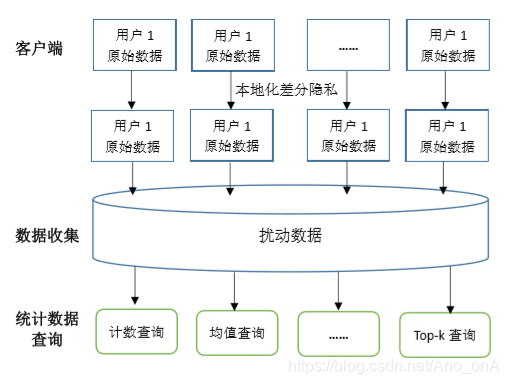 客户端
用户 1
原始数据
用户 1
原始数据
......
用户 1
原始数据
本地化差分隐私
用户 1
原始数据
用户 1
原始数据
用户 1
原始数据
用户 1
原始数据
数据收集
扰动数据
统计数据
查询
计数查询
均值查询
......
Top-k 查询
https://blog.csdn.net/Ano_onA